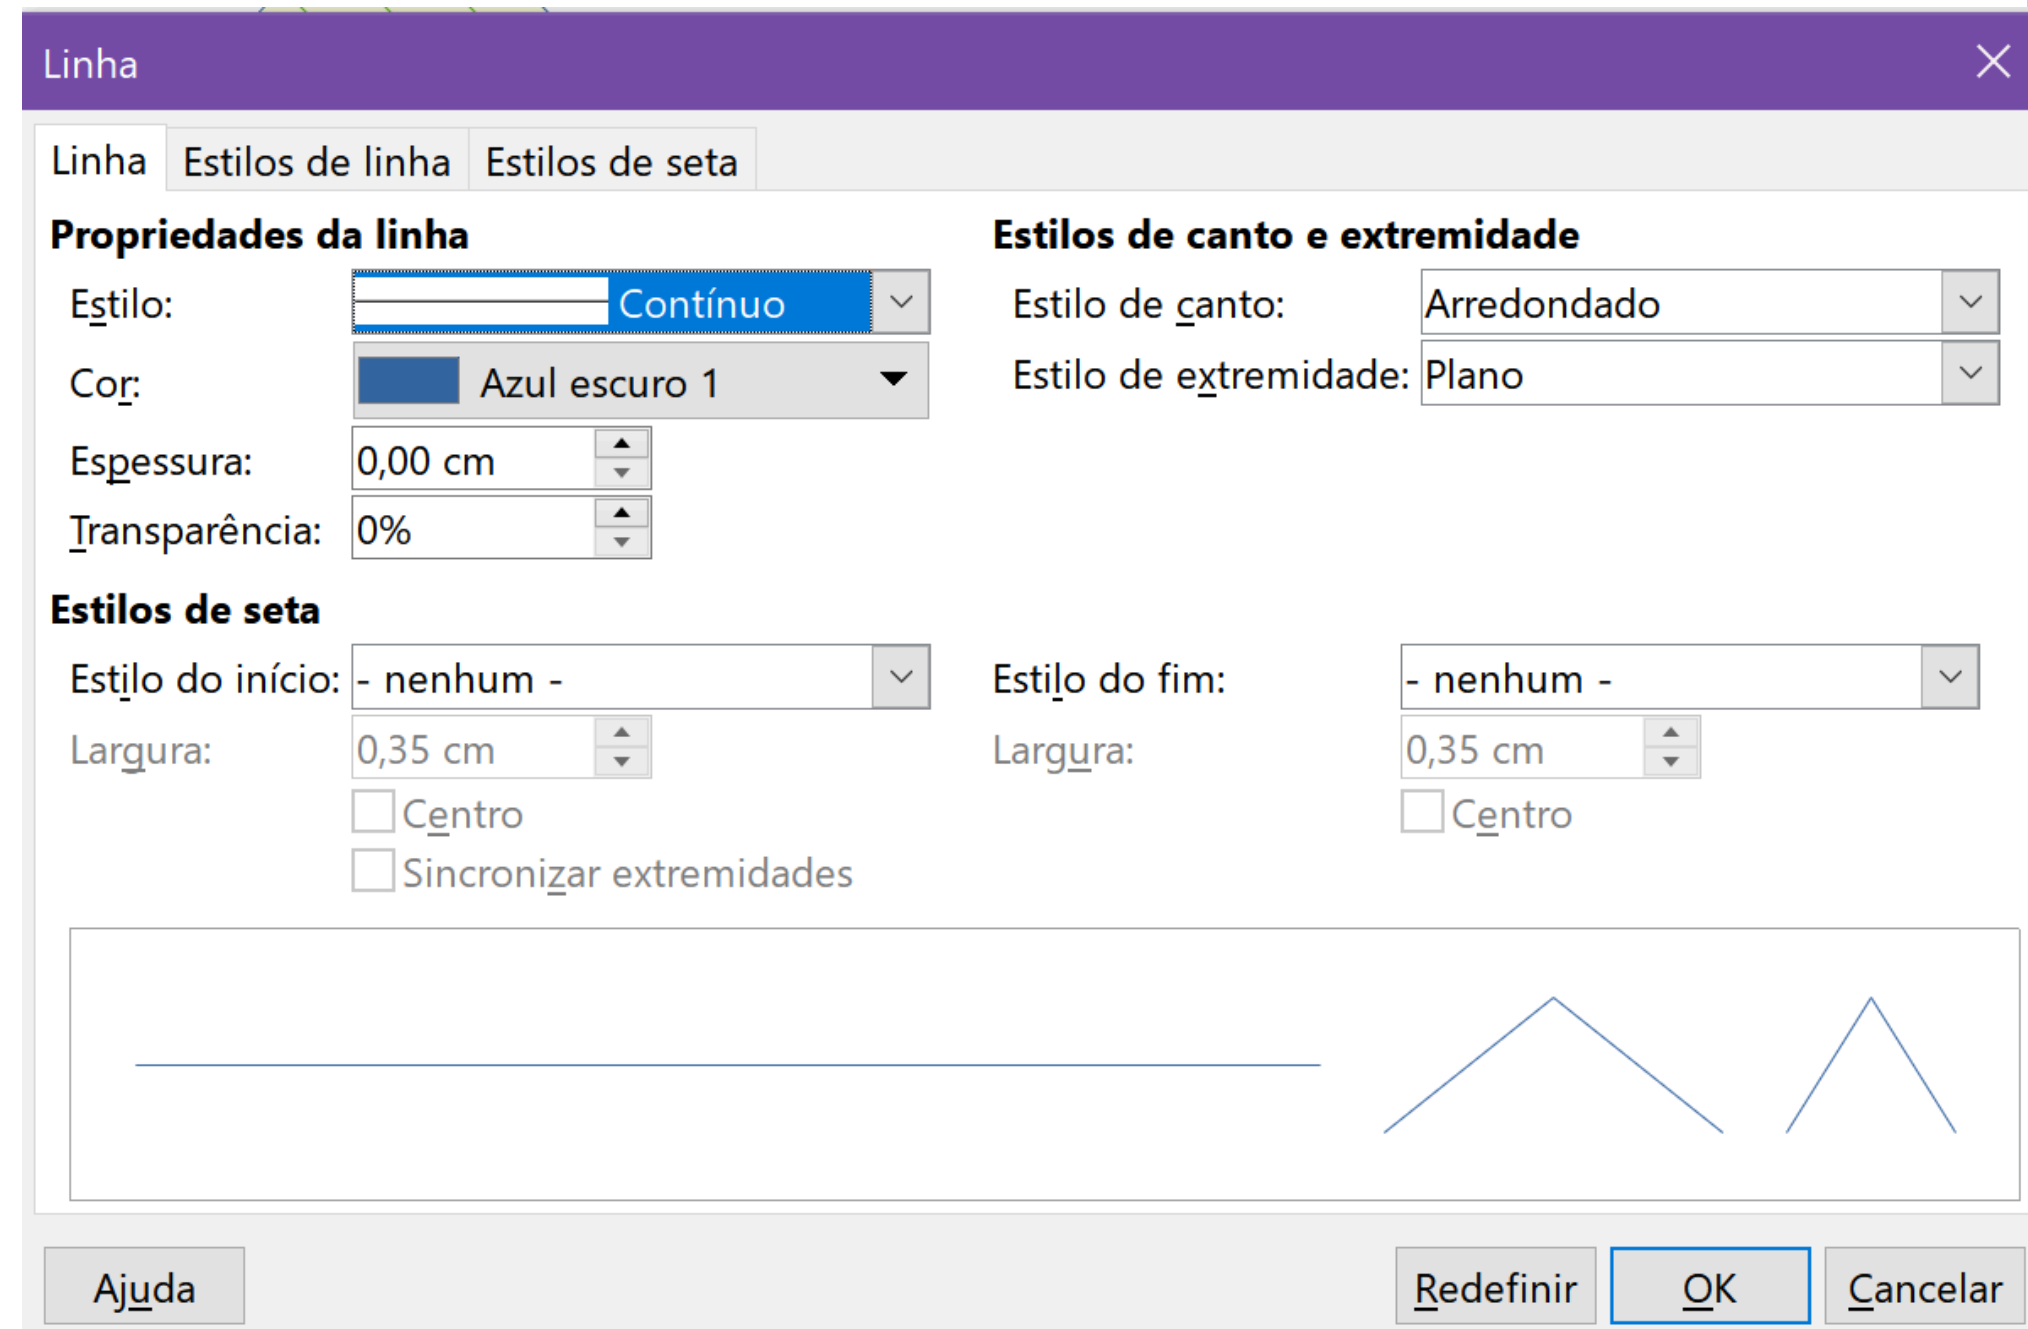 Linha
Linha Estilos de linha Estilos de seta
Propriedades da linha Estilos de canto e extremidade
Estilo: Contínuo Estilo de canto: Arredondado
Cor: Azul escuro 1 Estilo de extremidade: Plano
Espessura: 0,00 cm
Transparência: 0%
Estilos de seta
Estilo do início: - nenhum - Estilo do fim: - nenhum -
Largura: 0,35 cm Largura: 0,35 cm
Centro Centro
Sincronizar extremidades
Ajuda Redefinir OK Cancelar